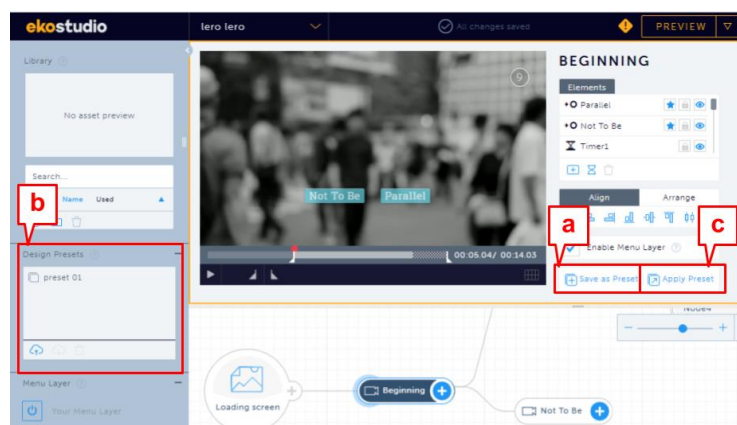 ekostudio
lero lero
All changes saved
PREVIEW
Library
No asset preview
Search...
Name Used
b
Design Presets
preset 01
Menu Layer
Your Menu Layer
9
Not To Be Parallel
00:05.04/ 00:14.03
BEGINNING
Elements
Parallel
Not To Be
Timer1
Align Arrange
a
c
Enable Menu Layer
Save as Preset
Apply Preset
Node4
Loading screen
Beginning
Not To Be